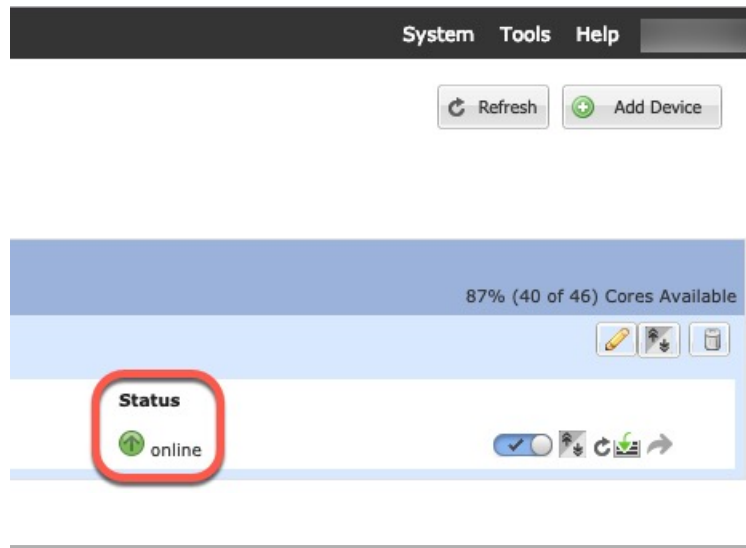 System Tools Help
Refresh Add Device
87% (40 of 46) Cores Available
Status
online